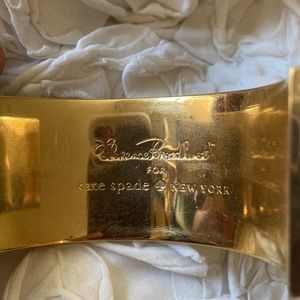 Florence Broadhurst
FOR
kate spade ♠ NEW YORK